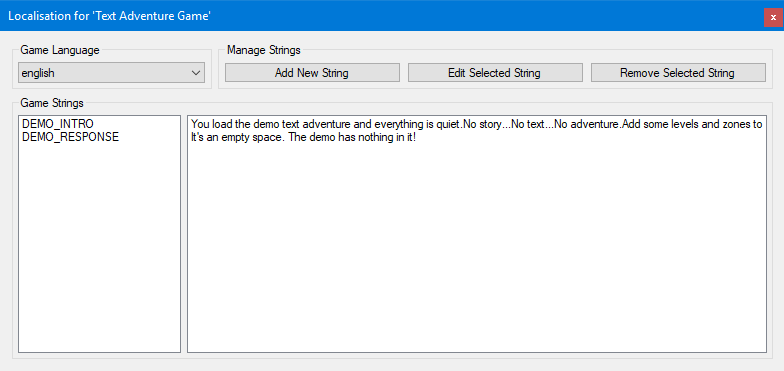 Localisation for 'Text Adventure Game'
x
Game Language
Manage Strings
english
Add New String
Edit Selected String
Remove Selected String
Game Strings
DEMO_INTRO
DEMO_RESPONSE
You load the demo text adventure and everything is quiet.No story...No text...No adventure.Add some levels and zones to
It's an empty space. The demo has nothing in it!